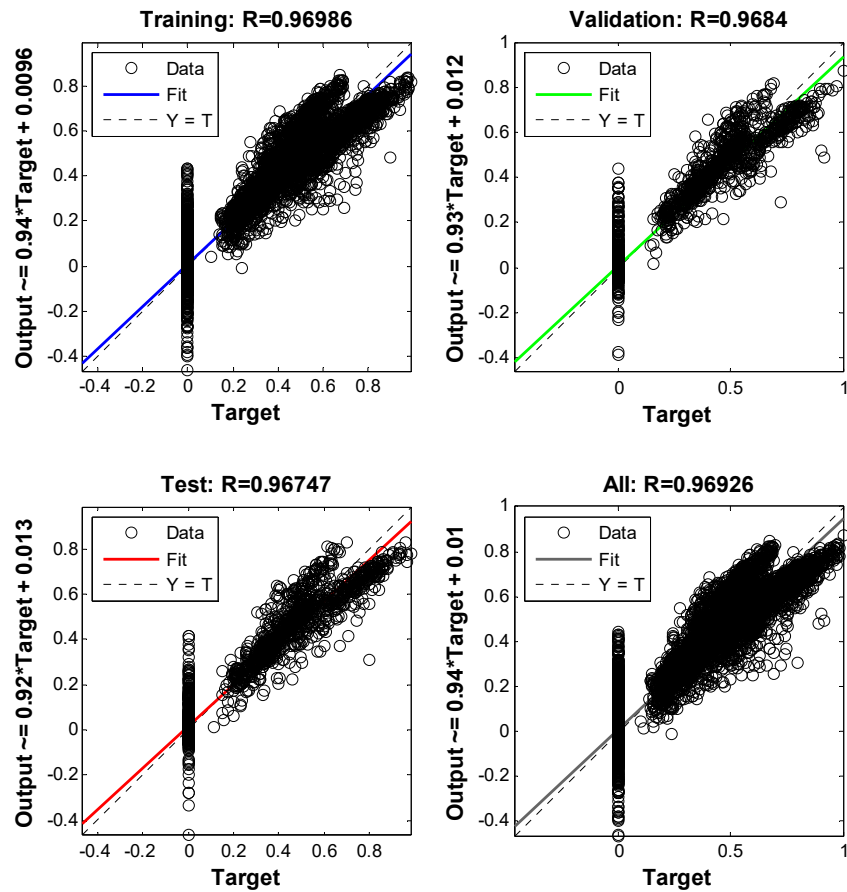 Training: R=0.96986
Output ~= 0.94*Target + 0.0096
Data
Fit
Y = T
0.8
0.6
0.4
0.2
0
-0.2
-0.4
-0.4 -0.2 0 0.2 0.4 0.6 0.8
Target
Validation: R=0.9684
Output ~= 0.93*Target + 0.012
Data
Fit
Y = T
1
0.8
0.6
0.4
0.2
0
-0.2
-0.4
0 0.5 1
Target
Test: R=0.96747
Output ~= 0.92*Target + 0.013
Data
Fit
Y = T
0.8
0.6
0.4
0.2
0
-0.2
-0.4
-0.4 -0.2 0 0.2 0.4 0.6 0.8
Target
All: R=0.96926
Output ~= 0.94*Target + 0.01
Data
Fit
Y = T
1
0.8
0.6
0.4
0.2
0
-0.2
-0.4
0 0.5 1
Target